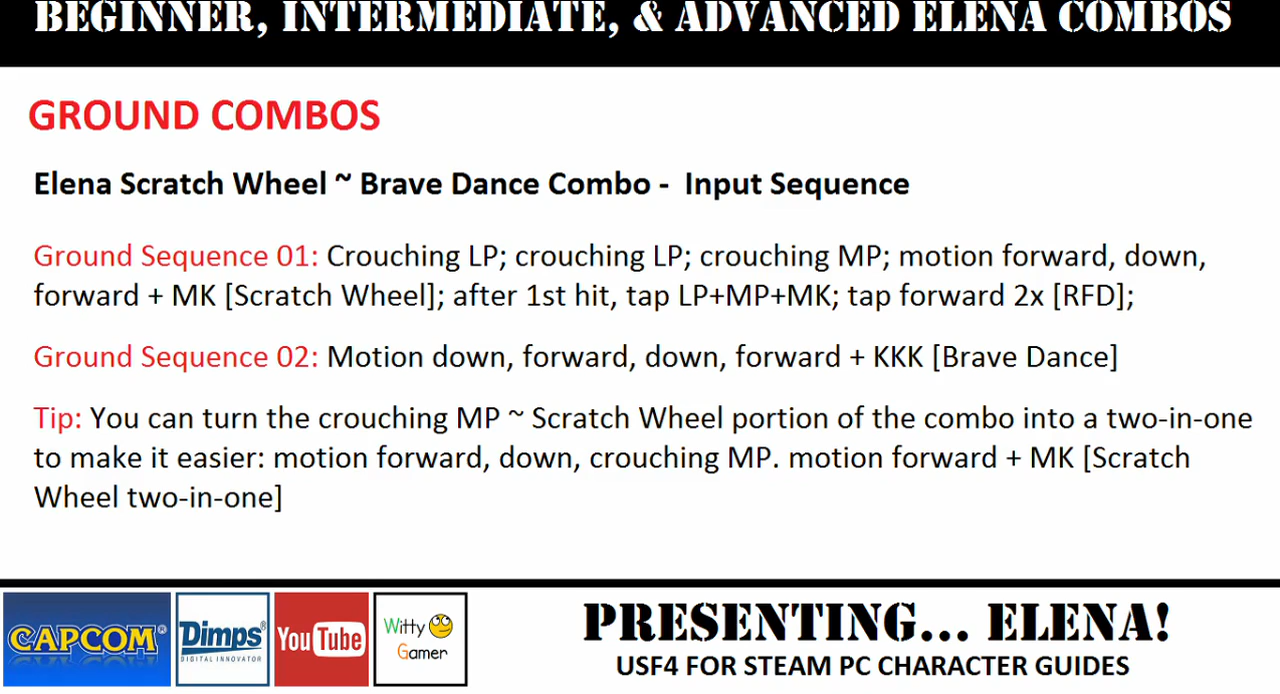 BEGINNER, INTERMEDIATE, & ADVANCED ELENA COMBOS
GROUND COMBOS
Elena Scratch Wheel ~ Brave Dance Combo - Input Sequence
Ground Sequence 01: Crouching LP; crouching LP; crouching MP; motion forward, down,
forward + MK [Scratch Wheel]; after 1st hit, tap LP+MP+MK; tap forward 2x [RFD];
Ground Sequence 02: Motion down, forward, down, forward + KKK [Brave Dance]
Tip: You can turn the crouching MP ~ Scratch Wheel portion of the combo into a two-in-one
to make it easier: motion forward, down, crouching MP. motion forward + MK [Scratch
Wheel two-in-one]
CAPCOM®
Dimps®
DIGITAL INNOVATOR
YouTube
Witty
Gamer
PRESENTING... ELENA!
USF4 FOR STEAM PC CHARACTER GUIDES